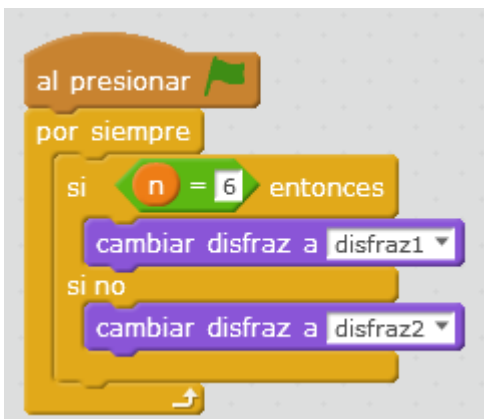 al presionar
por siempre
si n = 6 entonces
cambiar disfraz a disfraz1
si no
cambiar disfraz a disfraz2